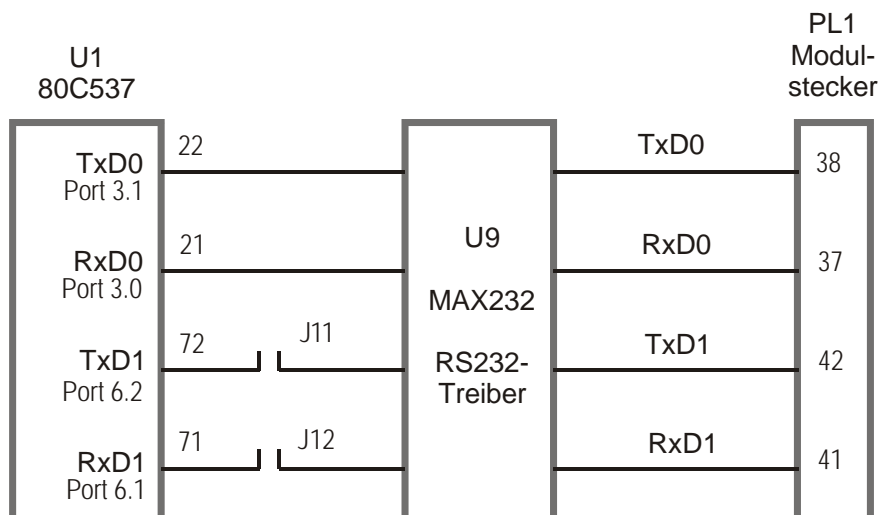 PL1
Modul-
stecker
U1
80C537
TxD0
Port 3.1
22
TxD0
38
RxD0
Port 3.0
21
RxD0
37
TxD1
Port 6.2
72
J11
TxD1
42
RxD1
Port 6.1
71
J12
RxD1
41
U9
MAX232
RS232-
Treiber